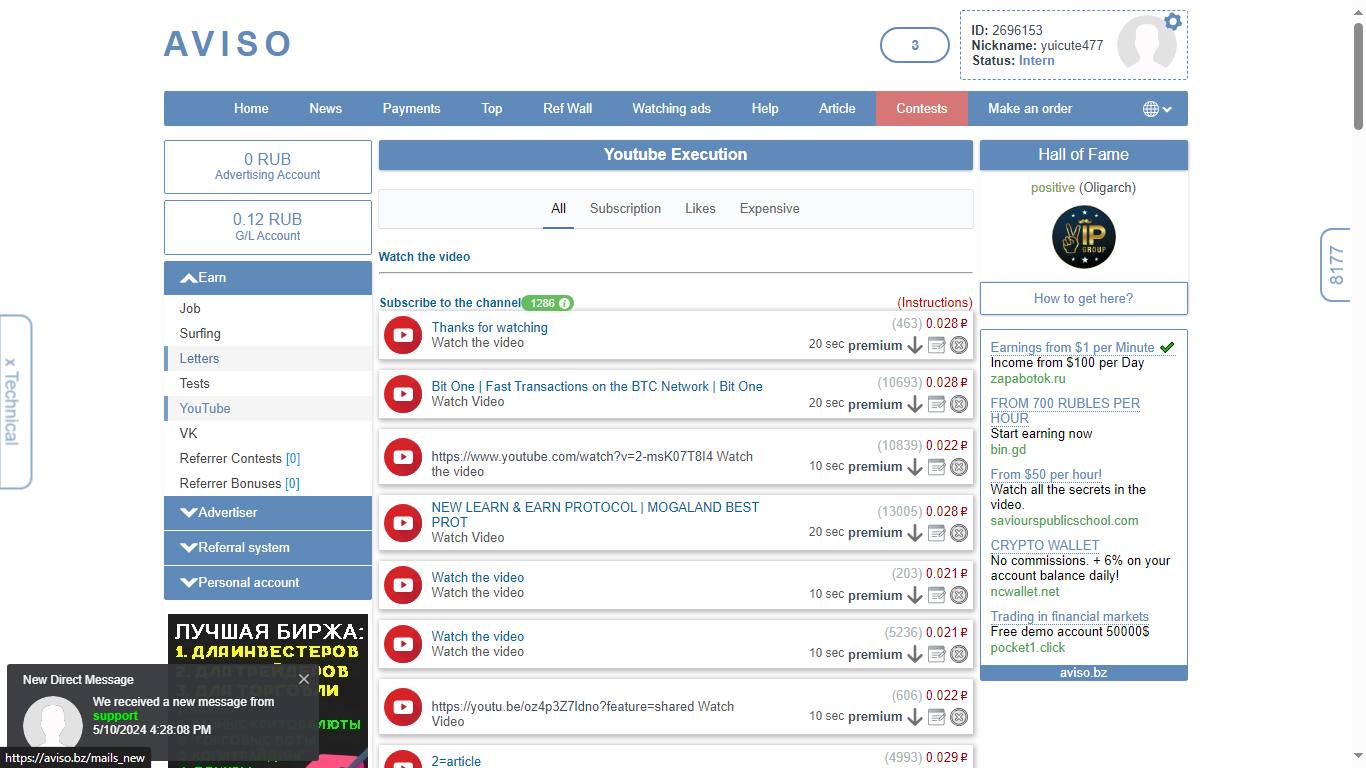 AVISO
3
ID: 2696153
Nickname: yuicute477
Status: Intern
Home News Payments Top Ref Wall Watching ads Help Article Contests Make an order
0 RUB
Advertising Account
0.12 RUB
G/L Account
Earn
Job
Surfing
Letters
Tests
YouTube
VK
Referrer Contests [0]
Referrer Bonuses [0]
Advertiser
Referral system
Personal account
ЛУЧШАЯ БИРЖА:
1. ДЛЯ ИНВЕСТЕРОВ
New Direct Message
We received a new message from
support
5/10/2024 4:28:08 PM
https://aviso.bz/mails_new
x Technical
Youtube Execution
All Subscription Likes Expensive
Watch the video
Subscribe to the channel 1286 (Instructions)
Thanks for watching (463) 0.028 ₽
Watch the video 20 sec premium
Bit One | Fast Transactions on the BTC Network | Bit One (10693) 0.028 ₽
Watch Video 20 sec premium
(10839) 0.022 ₽
https://www.youtube.com/watch?v=2-msK07T8I4 Watch
the video 10 sec premium
NEW LEARN & EARN PROTOCOL | MOGALAND BEST (13005) 0.028 ₽
PROT
Watch Video 20 sec premium
Watch the video (203) 0.021 ₽
Watch the video 10 sec premium
Watch the video (5236) 0.021 ₽
Watch the video 10 sec premium
(606) 0.022 ₽
https://youtu.be/oz4p3Z7Idno?feature=shared Watch
Video 10 sec premium
2=article (4993) 0.029 ₽
Hall of Fame
positive (Oligarch)
VIP
GROUP
How to get here?
Earnings from $1 per Minute
Income from $100 per Day
zapabotok.ru
FROM 700 RUBLES PER
HOUR
Start earning now
bin.gd
From $50 per hour!
Watch all the secrets in the
video.
saviourspublicschool.com
CRYPTO WALLET
No commissions. + 6% on your
account balance daily!
ncwallet.net
Trading in financial markets
Free demo account 50000$
pocket1.click
aviso.bz
8177